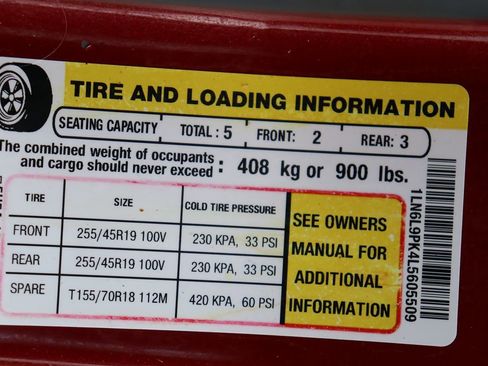 TIRE AND LOADING INFORMATION
SEATING CAPACITY TOTAL : 5 FRONT: 2 REAR: 3
The combined weight of occupants
and cargo should never exceed : 408 kg or 900 lbs.
TIRE SIZE COLD TIRE PRESSURE
FRONT 255/45R19 100V 230 KPA, 33 PSI
REAR 255/45R19 100V 230 KPA, 33 PSI
SPARE T155/70R18 112M 420 KPA, 60 PSI
SEE OWNERS
MANUAL FOR
ADDITIONAL
INFORMATION
1LN6L9PK4L5605509